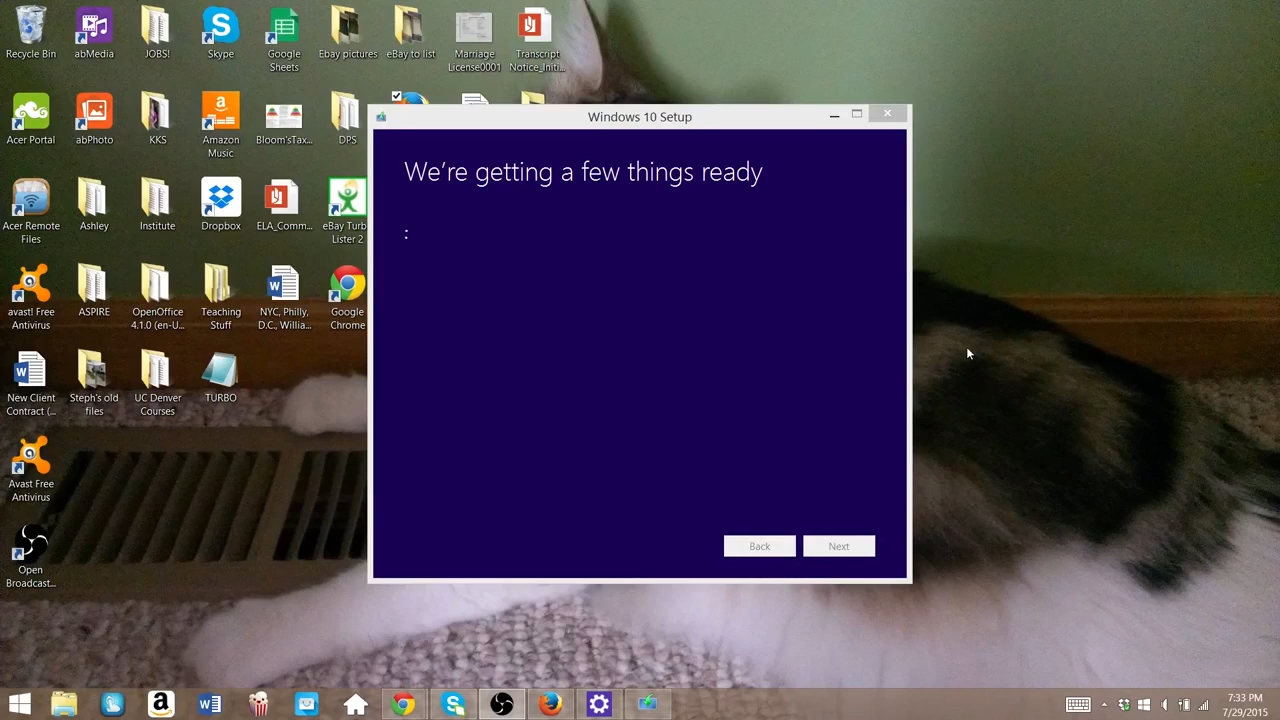 Recycle Bin
abMedia
JOBS!
Skype
Google
Sheets
Ebay pictures
eBay to list
Marriage
License0001
Transcript
Notice_Initi...
Acer Portal
abPhoto
KKS
Amazon
Music
Bloom'sTax...
DPS
Acer Remote
Files
Ashley
Institute
Dropbox
ELA_Comm...
eBay Turb
Lister 2
avast! Free
Antivirus
ASPIRE
OpenOffice
4.1.0 (en-U...
Teaching
Stuff
NYC, Philly,
D.C., Willia...
Google
Chrome
New Client
Contract (...
Steph's old
files
UC Denver
Courses
TURBO
Avast Free
Antivirus
Open
Broadcast...
Windows 10 Setup
We're getting a few things ready
:
Back
Next
7:33 PM
7/29/2015